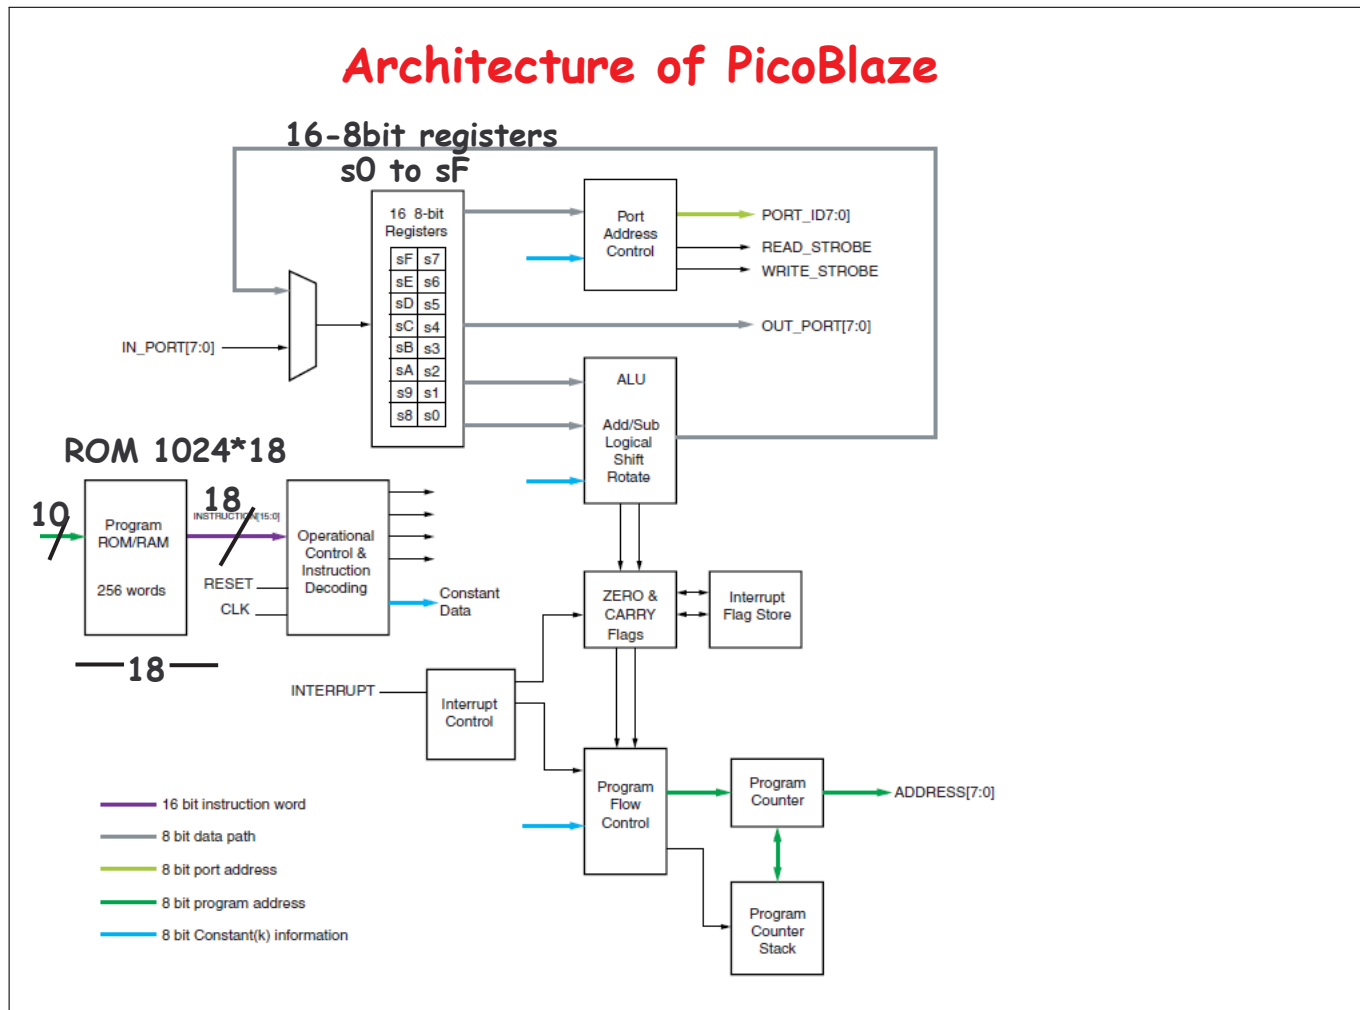 Architecture of PicoBlaze
16-8bit registers
s0 to sF
16 8-bit
Registers
sF s7
sE s6
sD s5
sC s4
sB s3
sA s2
s9 s1
s8 s0
Port
Address
Control
PORT_ID7:0]
READ_STROBE
WRITE_STROBE
OUT_PORT[7:0]
IN_PORT[7:0]
ALU
Add/Sub
Logical
Shift
Rotate
ROM 1024*18
10
Program
ROM/RAM
256 words
18
INSTRUCTION[15:0]
RESET
CLK
Operational
Control &
Instruction
Decoding
Constant
Data
18
ZERO &
CARRY
Flags
Interrupt
Flag Store
INTERRUPT
Interrupt
Control
Program
Flow
Control
Program
Counter
ADDRESS[7:0]
Program
Counter
Stack
16 bit instruction word
8 bit data path
8 bit port address
8 bit program address
8 bit Constant(k) information